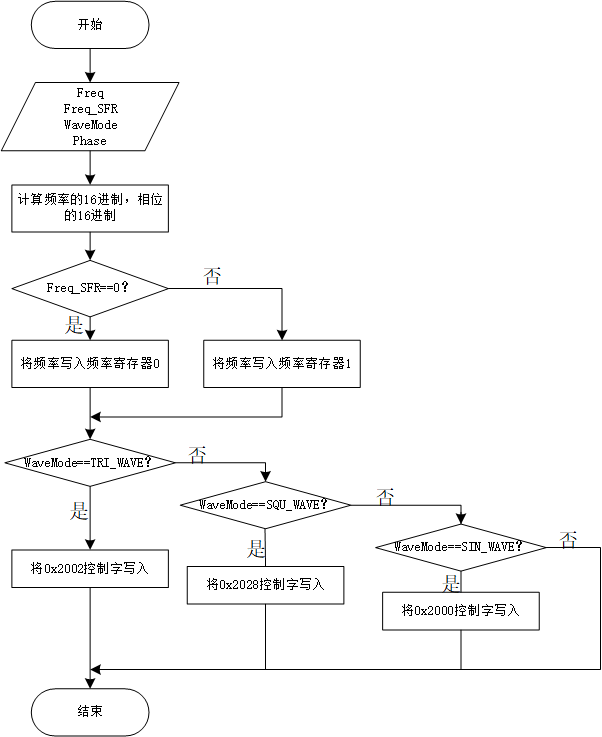 开始
Freq
Freq_SFR
WaveMode
Phase
计算频率的16进制，相位
的16进制
Freq_SFR==0?
否
是
将频率写入频率寄存器0
将频率写入频率寄存器1
WaveMode==TRI_WAVE?
否
WaveMode==SQU_WAVE?
否
是
WaveMode==SIN_WAVE?
否
是
将0x2002控制字写入
将0x2028控制字写入
是
将0x2000控制字写入
结束